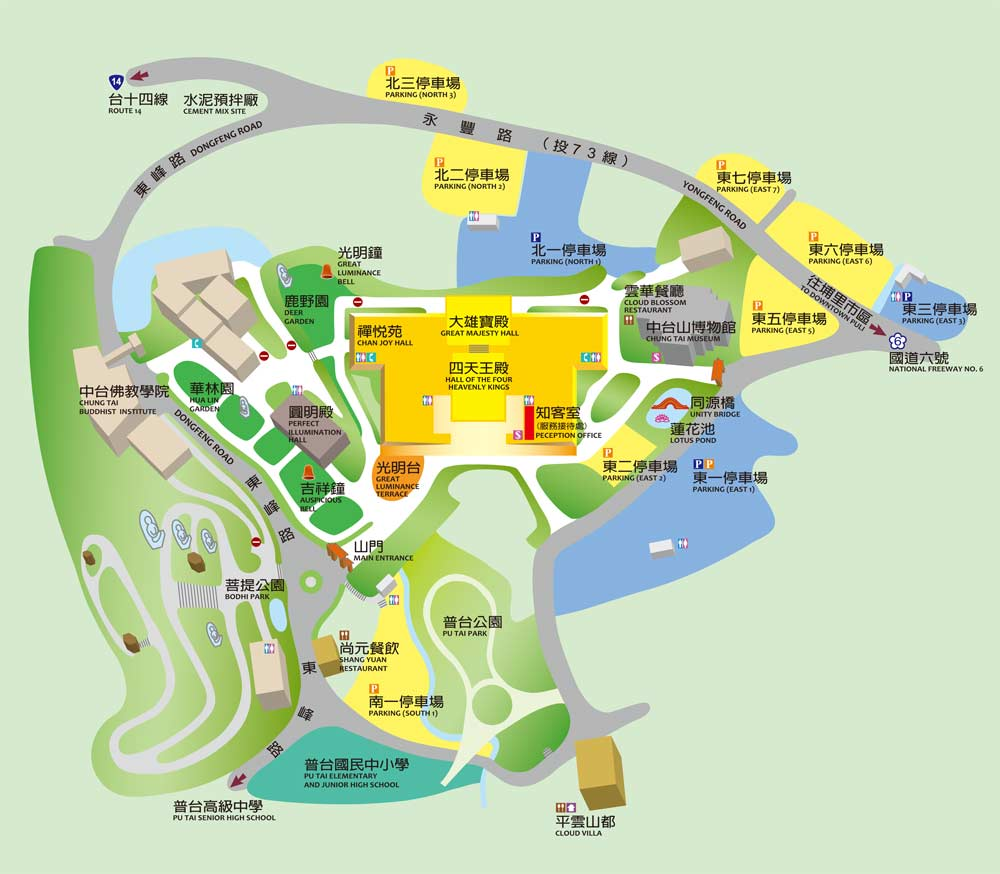 14
台十四線
ROUTE 14
水泥預拌廠
CEMENT MIX SITE
P
北三停車場
PARKING (NORTH 3)
永豐路(投73線)
YONGFENG ROAD
東峰路 DONGFENG ROAD
P
北二停車場
PARKING (NORTH 2)
P
東七停車場
PARKING (EAST 7)
P
北一停車場
PARKING (NORTH 1)
P
東六停車場
PARKING (EAST 6)
往埔里市區
TO DOWNTOWN PULI
P
東三停車場
PARKING (EAST 3)
P
東五停車場
PARKING (EAST 5)
6
國道六號
NATIONAL FREEWAY NO. 6
光明鐘
GREAT
LUMINANCE
BELL
鹿野園
DEER
GARDEN
禪悅苑
CHAN JOY HALL
C
大雄寶殿
GREAT MAJESTY HALL
四天王殿
HALL OF THE FOUR
HEAVENLY KINGS
C
雲華餐廳
CLOUD BLOSSOM
RESTAURANT
中台山博物館
CHUNG TAI MUSEUM
S
C
中台佛教學院
CHUNG TAI
BUDDHIST INSTITUTE
華林園
HUA LIN
GARDEN
圓明殿
PERFECT
ILLUMINATION
HALL
知客室
(服務接待處)
PECEPTION OFFICE
S
同源橋
UNITY BRIDGE
蓮花池
LOTUS POND
DONGFENG ROAD
東峰路
光明台
GREAT
LUMINANCE
TERRACE
P
東二停車場
PARKING (EAST 2)
P P
東一停車場
PARKING (EAST 1)
吉祥鐘
AUSPICIOUS
BELL
山門
MAIN ENTRANCE
菩提公園
BODHI PARK
普台公園
PU TAI PARK
尚元餐飲
SHANG YUAN
RESTAURANT
東峰路
P
南一停車場
PARKING (SOUTH 1)
普台國民中小學
PU TAI ELEMENTARY
AND JUNIOR HIGH SCHOOL
普台高級中學
PU TAI SENIOR HIGH SCHOOL
平雲山都
CLOUD VILLA